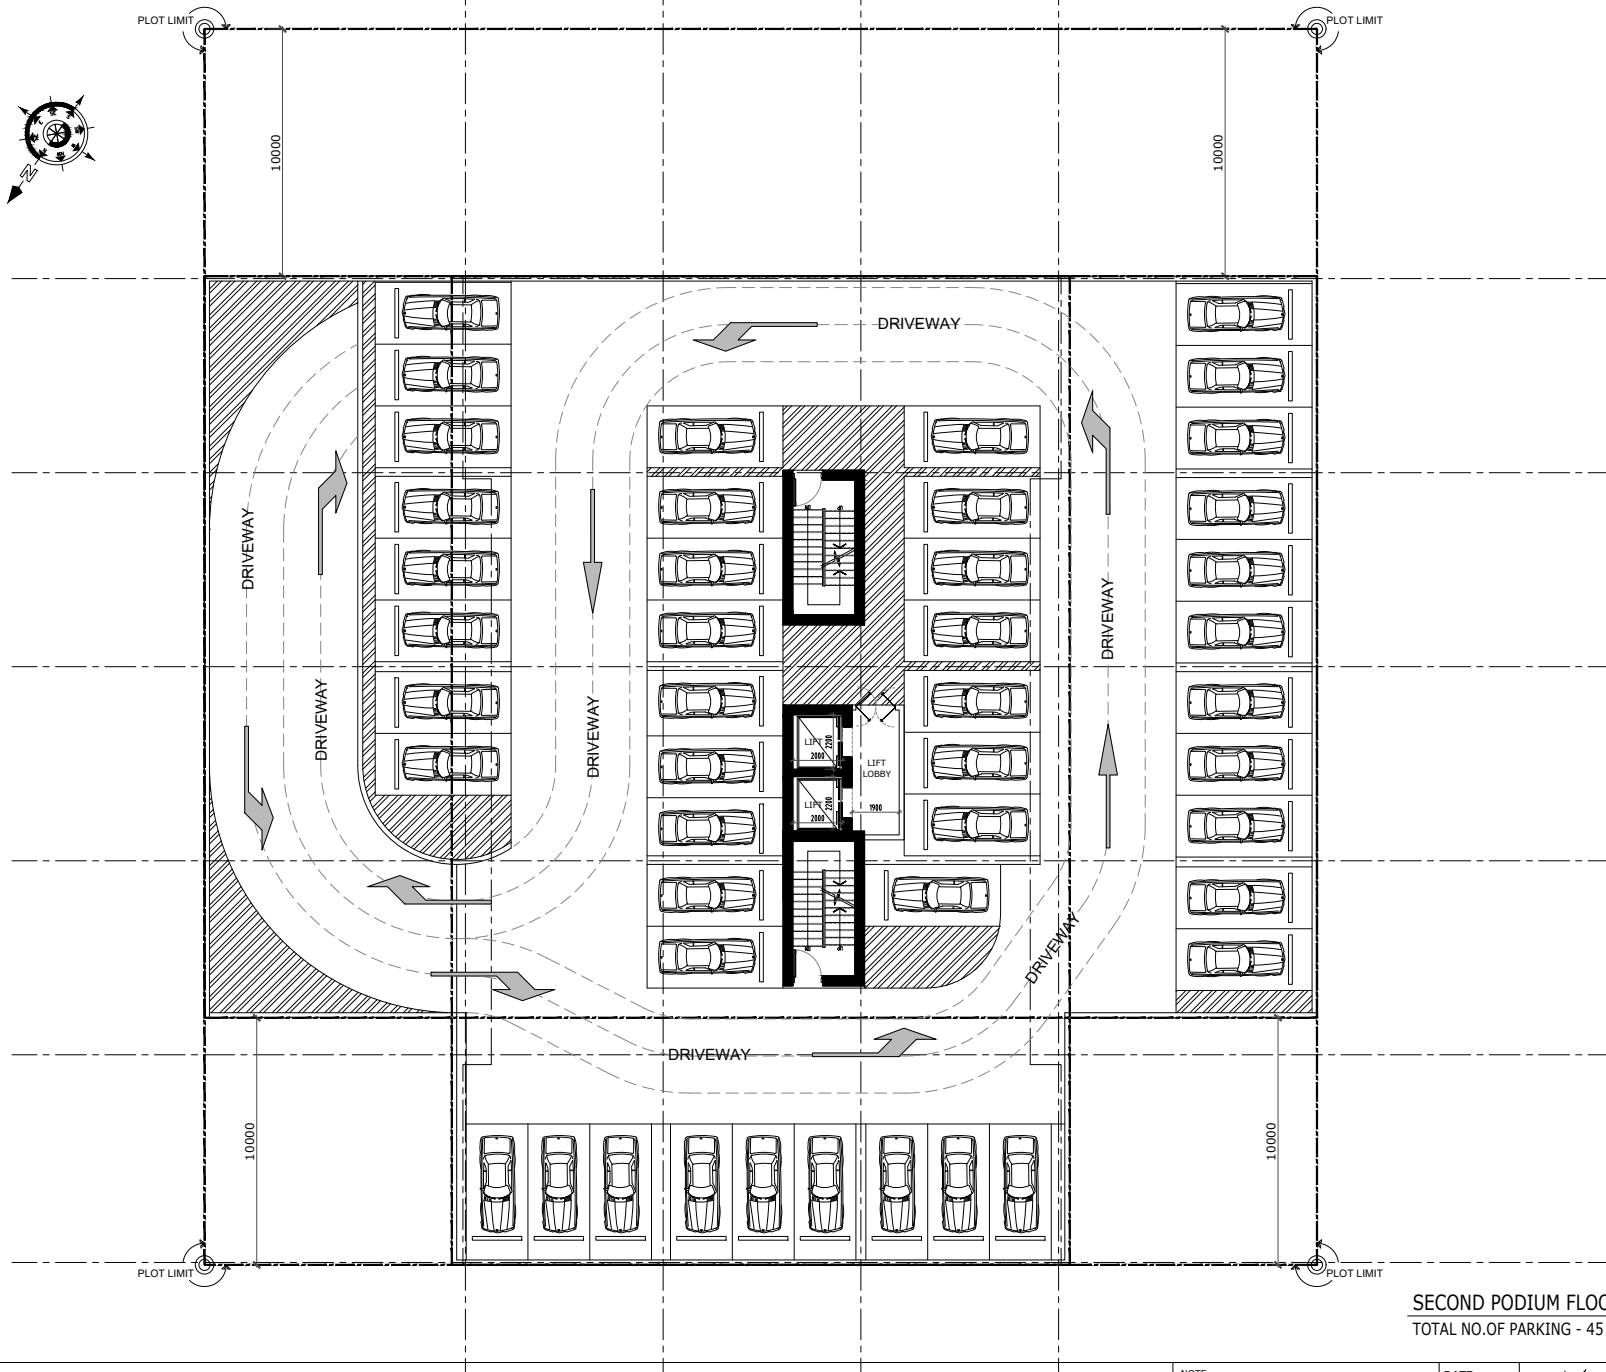 PLOT LIMIT
PLOT LIMIT
N
10000
10000
DRIVEWAY
DRIVEWAY
DRIVEWAY
DRIVEWAY
DRIVEWAY
LIFT
2200
2000
LIFT
LOBBY
LIFT
2200
2000
1900
DRIVEWAY
DRIVEWAY
10000
10000
PLOT LIMIT
PLOT LIMIT
SECOND PODIUM FLOO
TOTAL NO.OF PARKING - 45